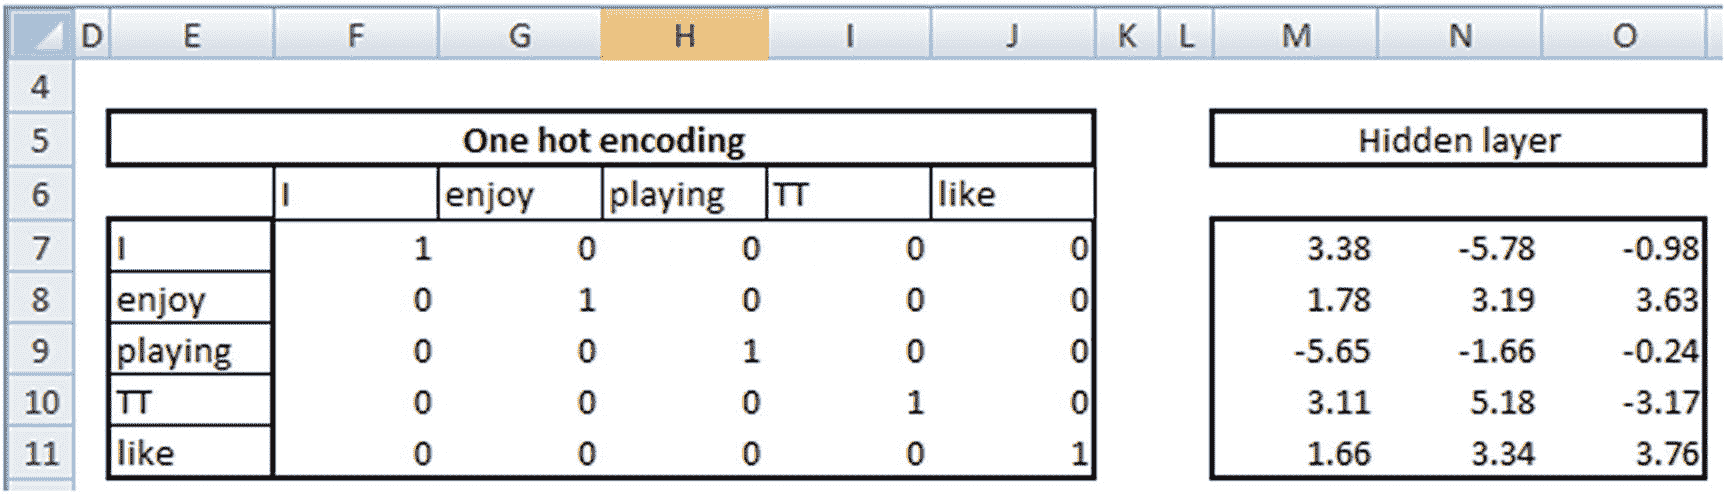 D E F G H I J K L M N O
4
5 One hot encoding Hidden layer
6 I enjoy playing TT like
7 I 1 0 0 0 0 3.38 -5.78 -0.98
8 enjoy 0 1 0 0 0 1.78 3.19 3.63
9 playing 0 0 1 0 0 -5.65 -1.66 -0.24
10 TT 0 0 0 1 0 3.11 5.18 -3.17
11 like 0 0 0 0 1 1.66 3.34 3.76